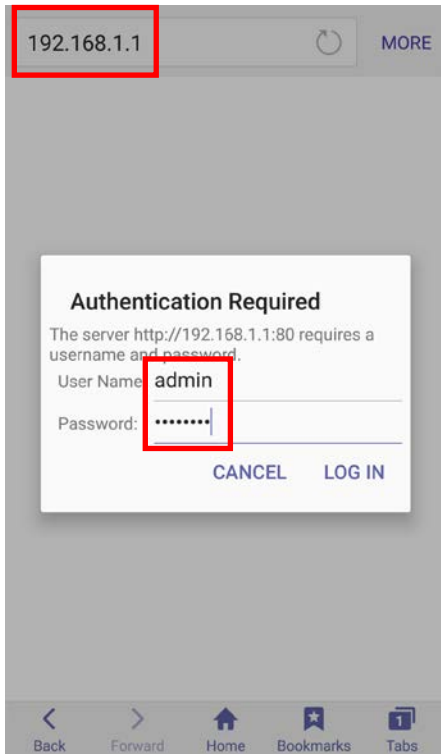 192.168.1.1 MORE
Authentication Required
The server http://192.168.1.1:80 requires a
username and password.
User Name admin
Password: ••••••••
CANCEL LOG IN
1
Back Forward Home Bookmarks Tabs